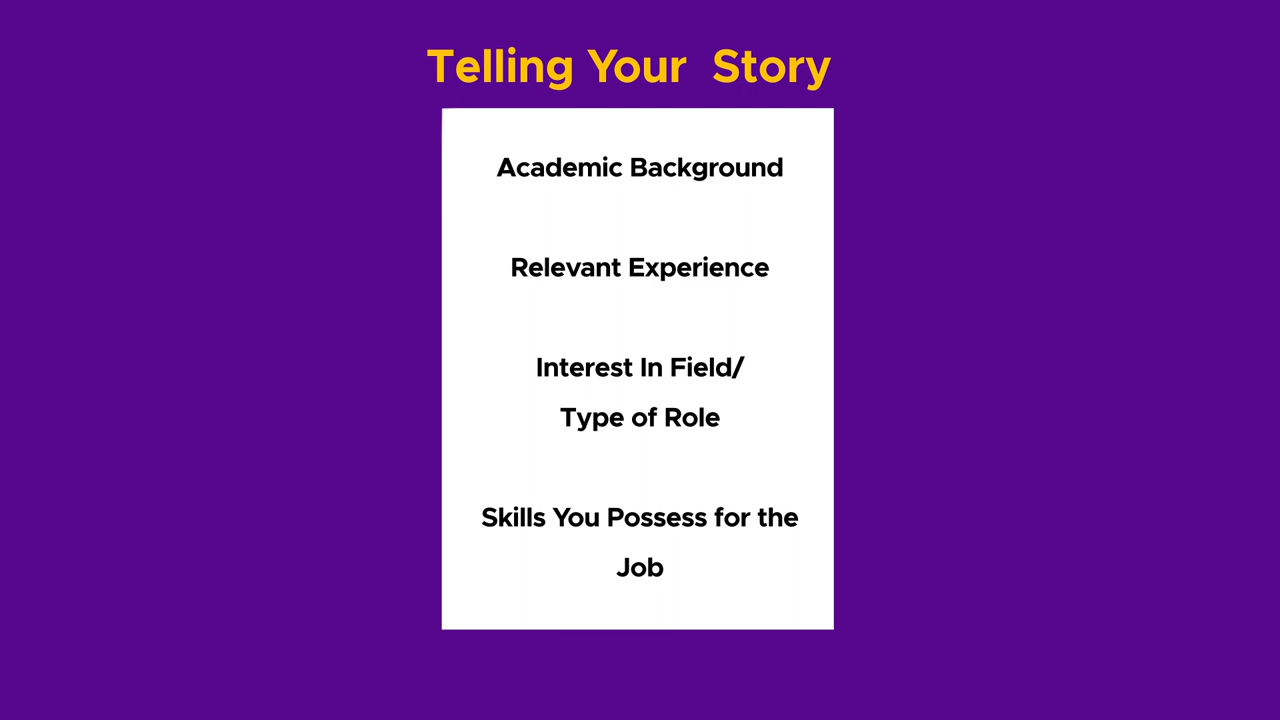 Telling Your  Story
Academic Background
Relevant Experience
Interest In Field/
Type of Role
Skills You Possess for the
Job